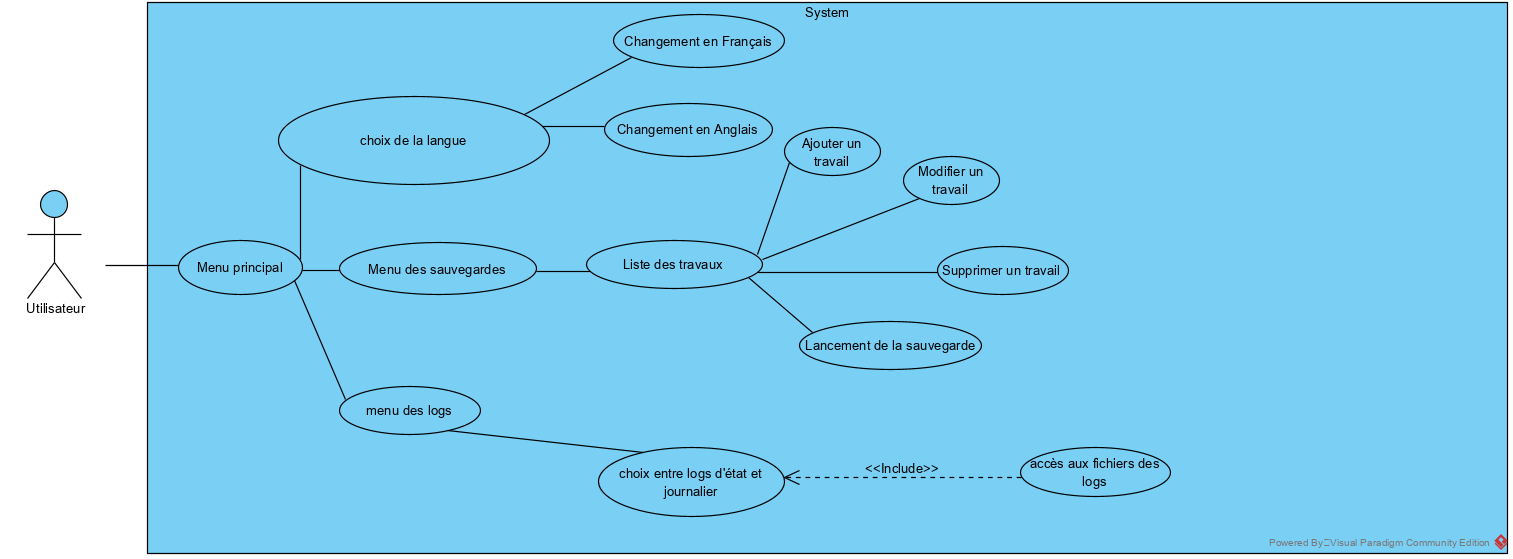 System
Changement en Français
Changement en Anglais
choix de la langue
Ajouter un
travail
Modifier un
travail
Utilisateur
Menu principal
Menu des sauvegardes
Liste des travaux
Supprimer un travail
Lancement de la sauvegarde
menu des logs
choix entre logs d'état et
journalier
<<Include>>
accès aux fichiers des
logs
Powered By Visual Paradigm Community Edition